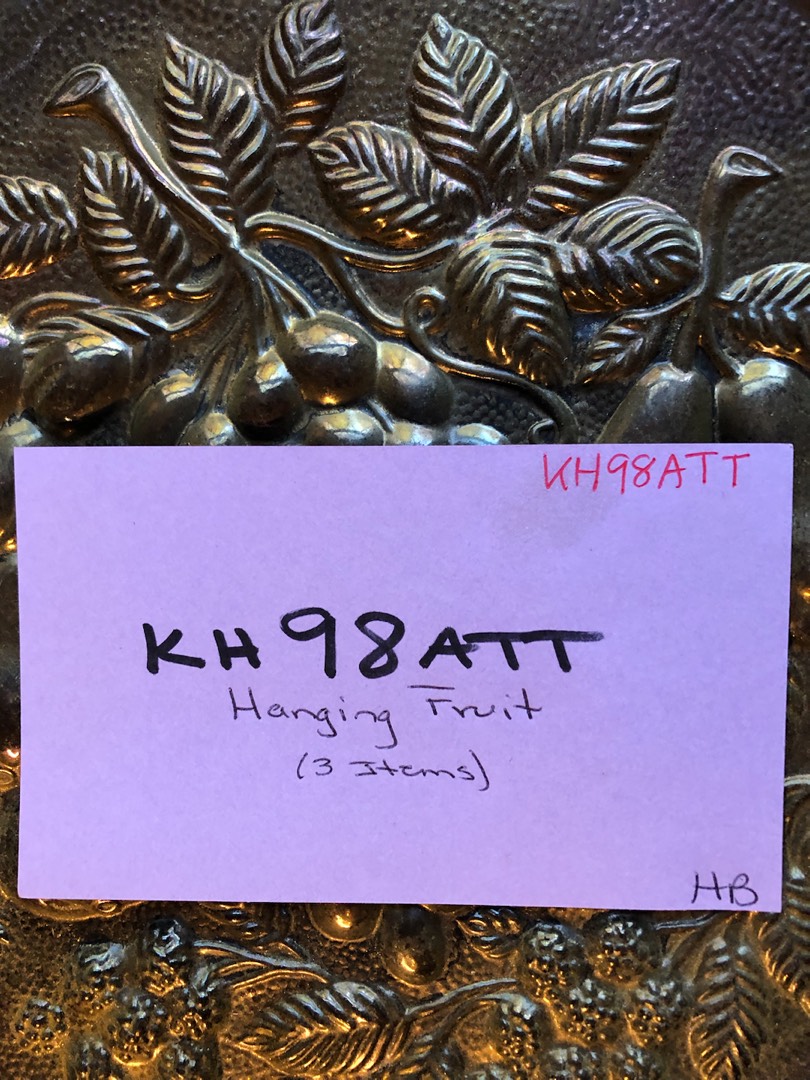 KH98ATT
KH98ATT
Hanging Fruit
(3 Items)
HB